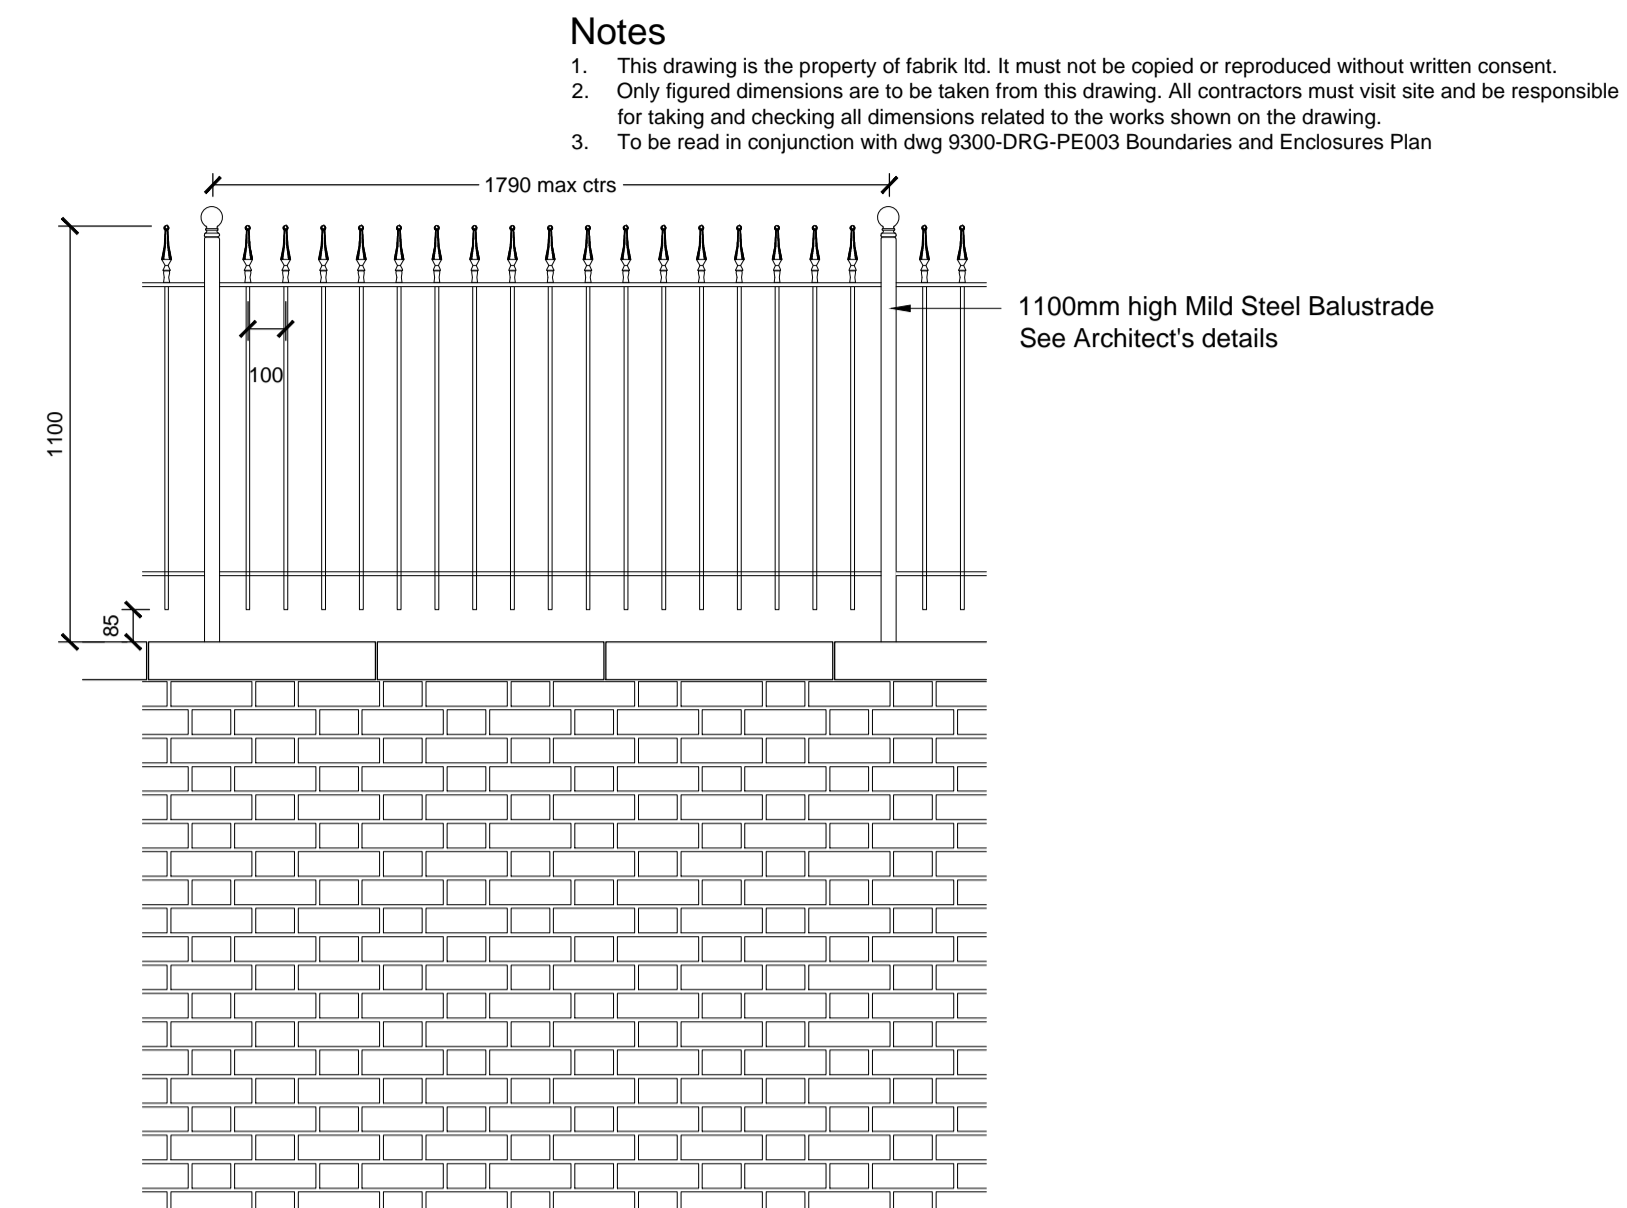 Notes
1. This drawing is the property of fabrik ltd. It must not be copied or reproduced without written consent.
2. Only figured dimensions are to be taken from this drawing. All contractors must visit site and be responsible
for taking and checking all dimensions related to the works shown on the drawing.
3. To be read in conjunction with dwg 9300-DRG-PE003 Boundaries and Enclosures Plan
1790 max ctrs
1100mm high Mild Steel Balustrade
See Architect's details
100
1100
85